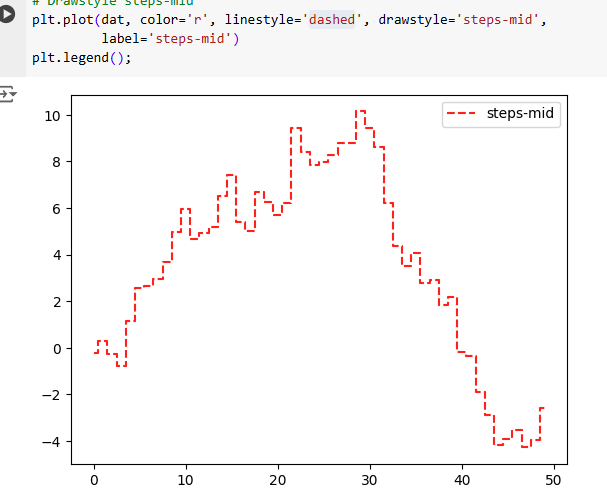 # Drawstyle steps-mid
plt.plot(dat, color='r', linestyle='dashed', drawstyle='steps-mid',
label='steps-mid')
plt.legend();
steps-mid
10
8
6
4
2
0
−2
−4
0 10 20 30 40 50